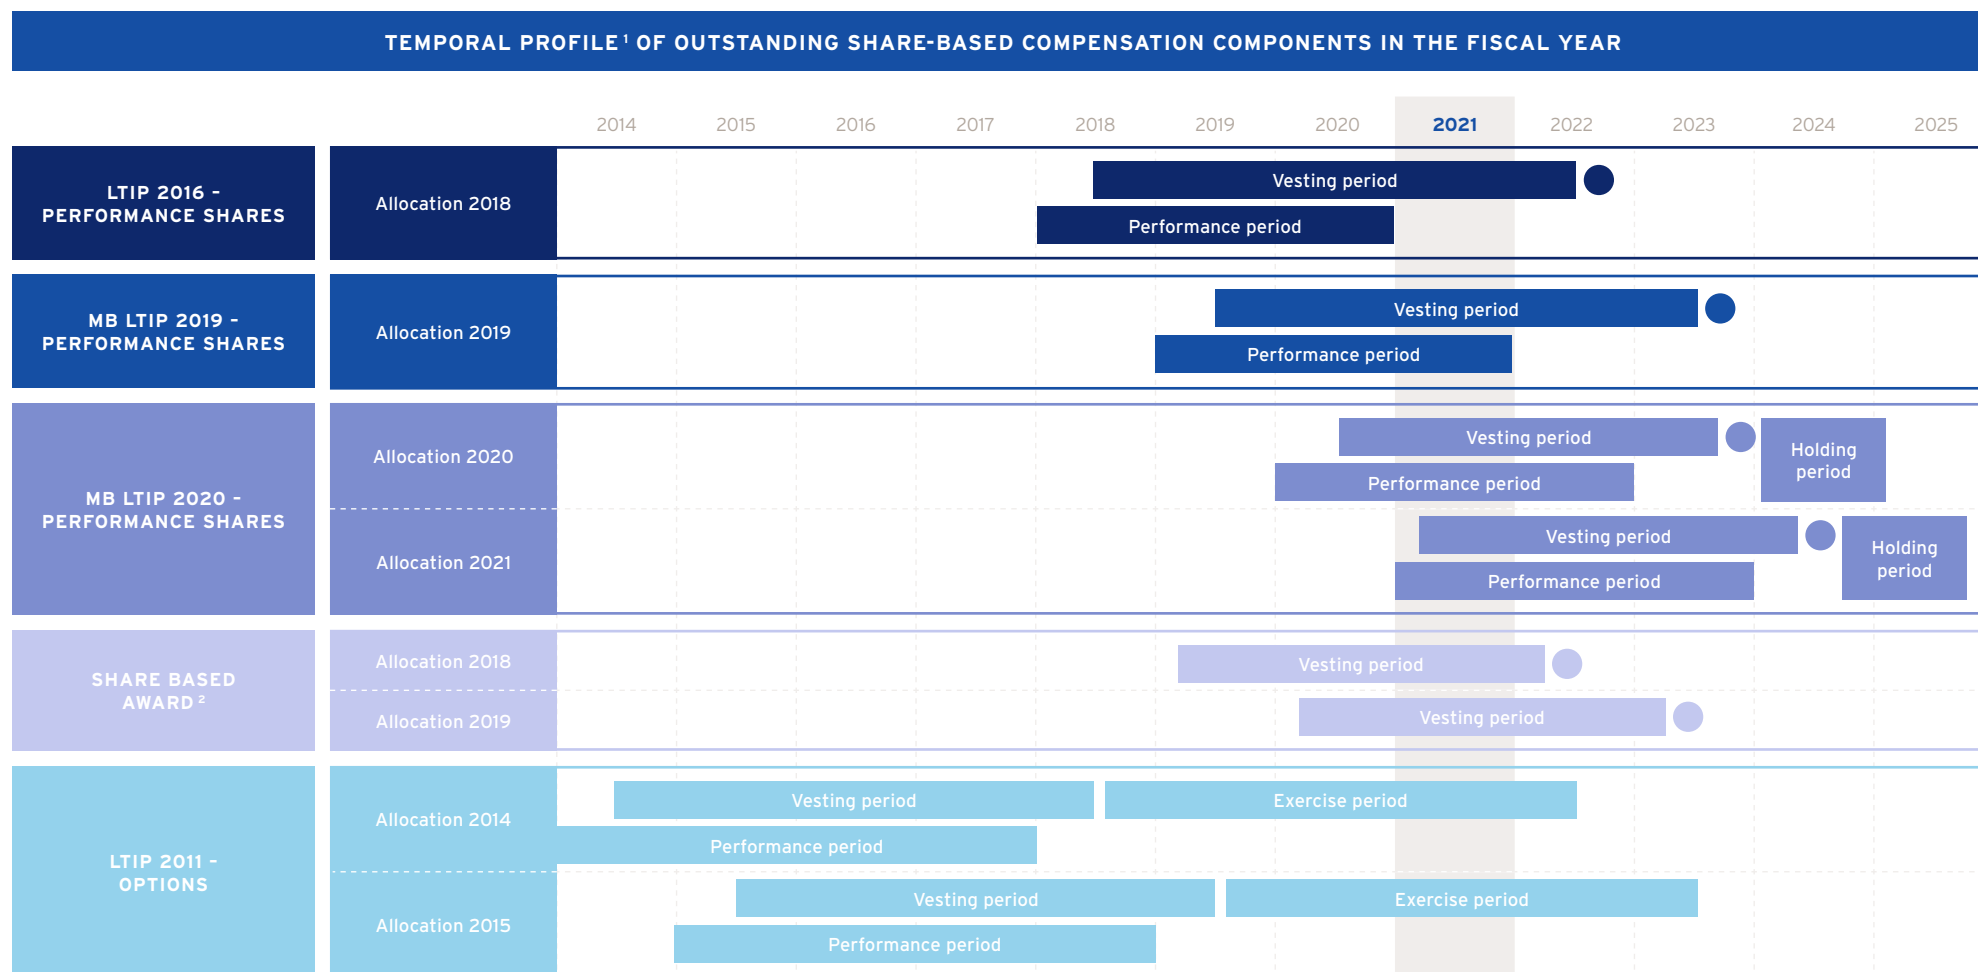 TEMPORAL PROFILE ¹ OF OUTSTANDING SHARE-BASED COMPENSATION COMPONENTS IN THE FISCAL YEAR
2014 2015 2016 2017 2018 2019 2020 2021 2022 2023 2024 2025
LTIP 2016 –
PERFORMANCE SHARES
Allocation 2018
Vesting period
Performance period
MB LTIP 2019 –
PERFORMANCE SHARES
Allocation 2019
Vesting period
Performance period
MB LTIP 2020 –
PERFORMANCE SHARES
Allocation 2020
Vesting period
Performance period
Holding
period
Allocation 2021
Vesting period
Performance period
Holding
period
SHARE BASED
AWARD ²
Allocation 2018
Vesting period
Allocation 2019
Vesting period
LTIP 2011 –
OPTIONS
Allocation 2014
Vesting period
Exercise period
Performance period
Allocation 2015
Vesting period
Exercise period
Performance period